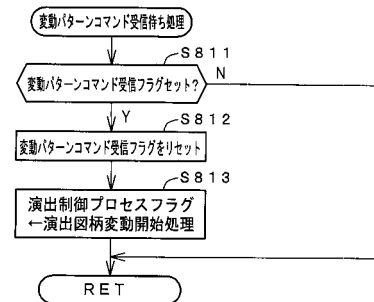 変動パターンコマンド受信待ち処理
S811
変動パターンコマンド受信フラグセット?
N
Y
S812
変動パターンコマンド受信フラグをリセット
S813
演出制御プロセスフラグ
←演出図柄変動開始処理
RET